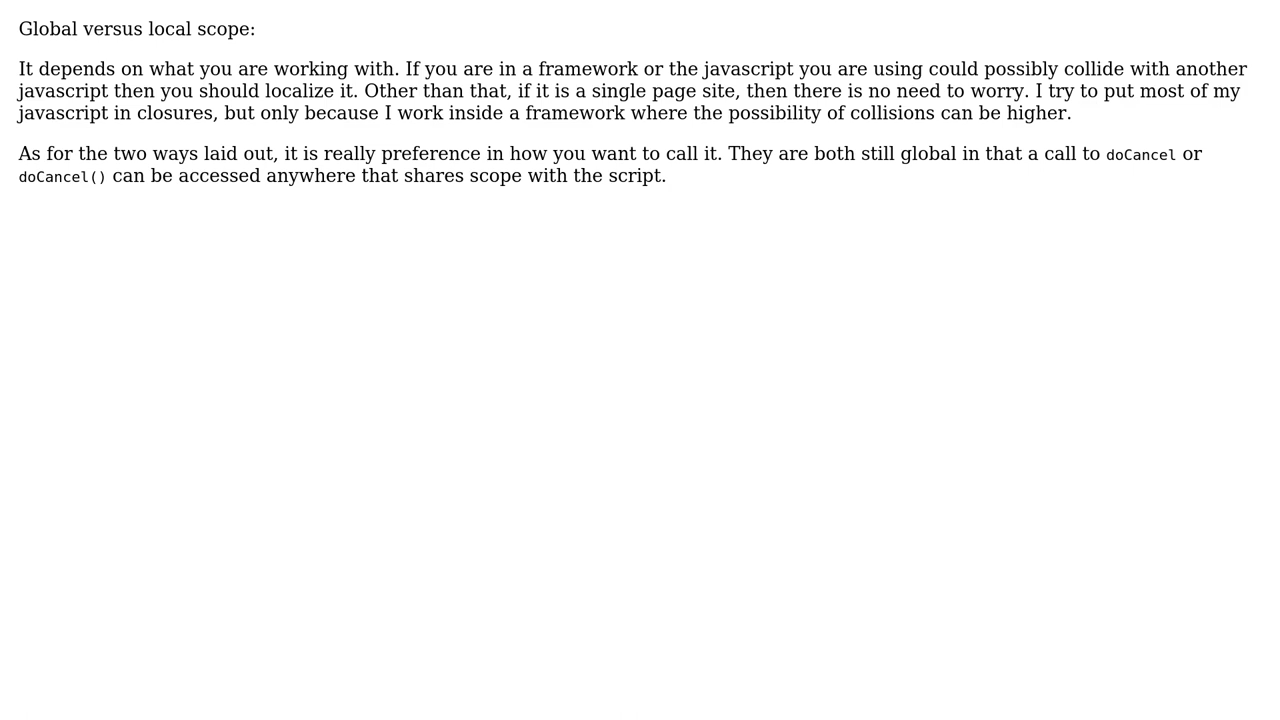 Global versus local scope:
It depends on what you are working with. If you are in a framework or the javascript you are using could possibly collide with another
javascript then you should localize it. Other than that, if it is a single page site, then there is no need to worry. I try to put most of my
javascript in closures, but only because I work inside a framework where the possibility of collisions can be higher.
As for the two ways laid out, it is really preference in how you want to call it. They are both still global in that a call to doCancel or
doCancel() can be accessed anywhere that shares scope with the script.